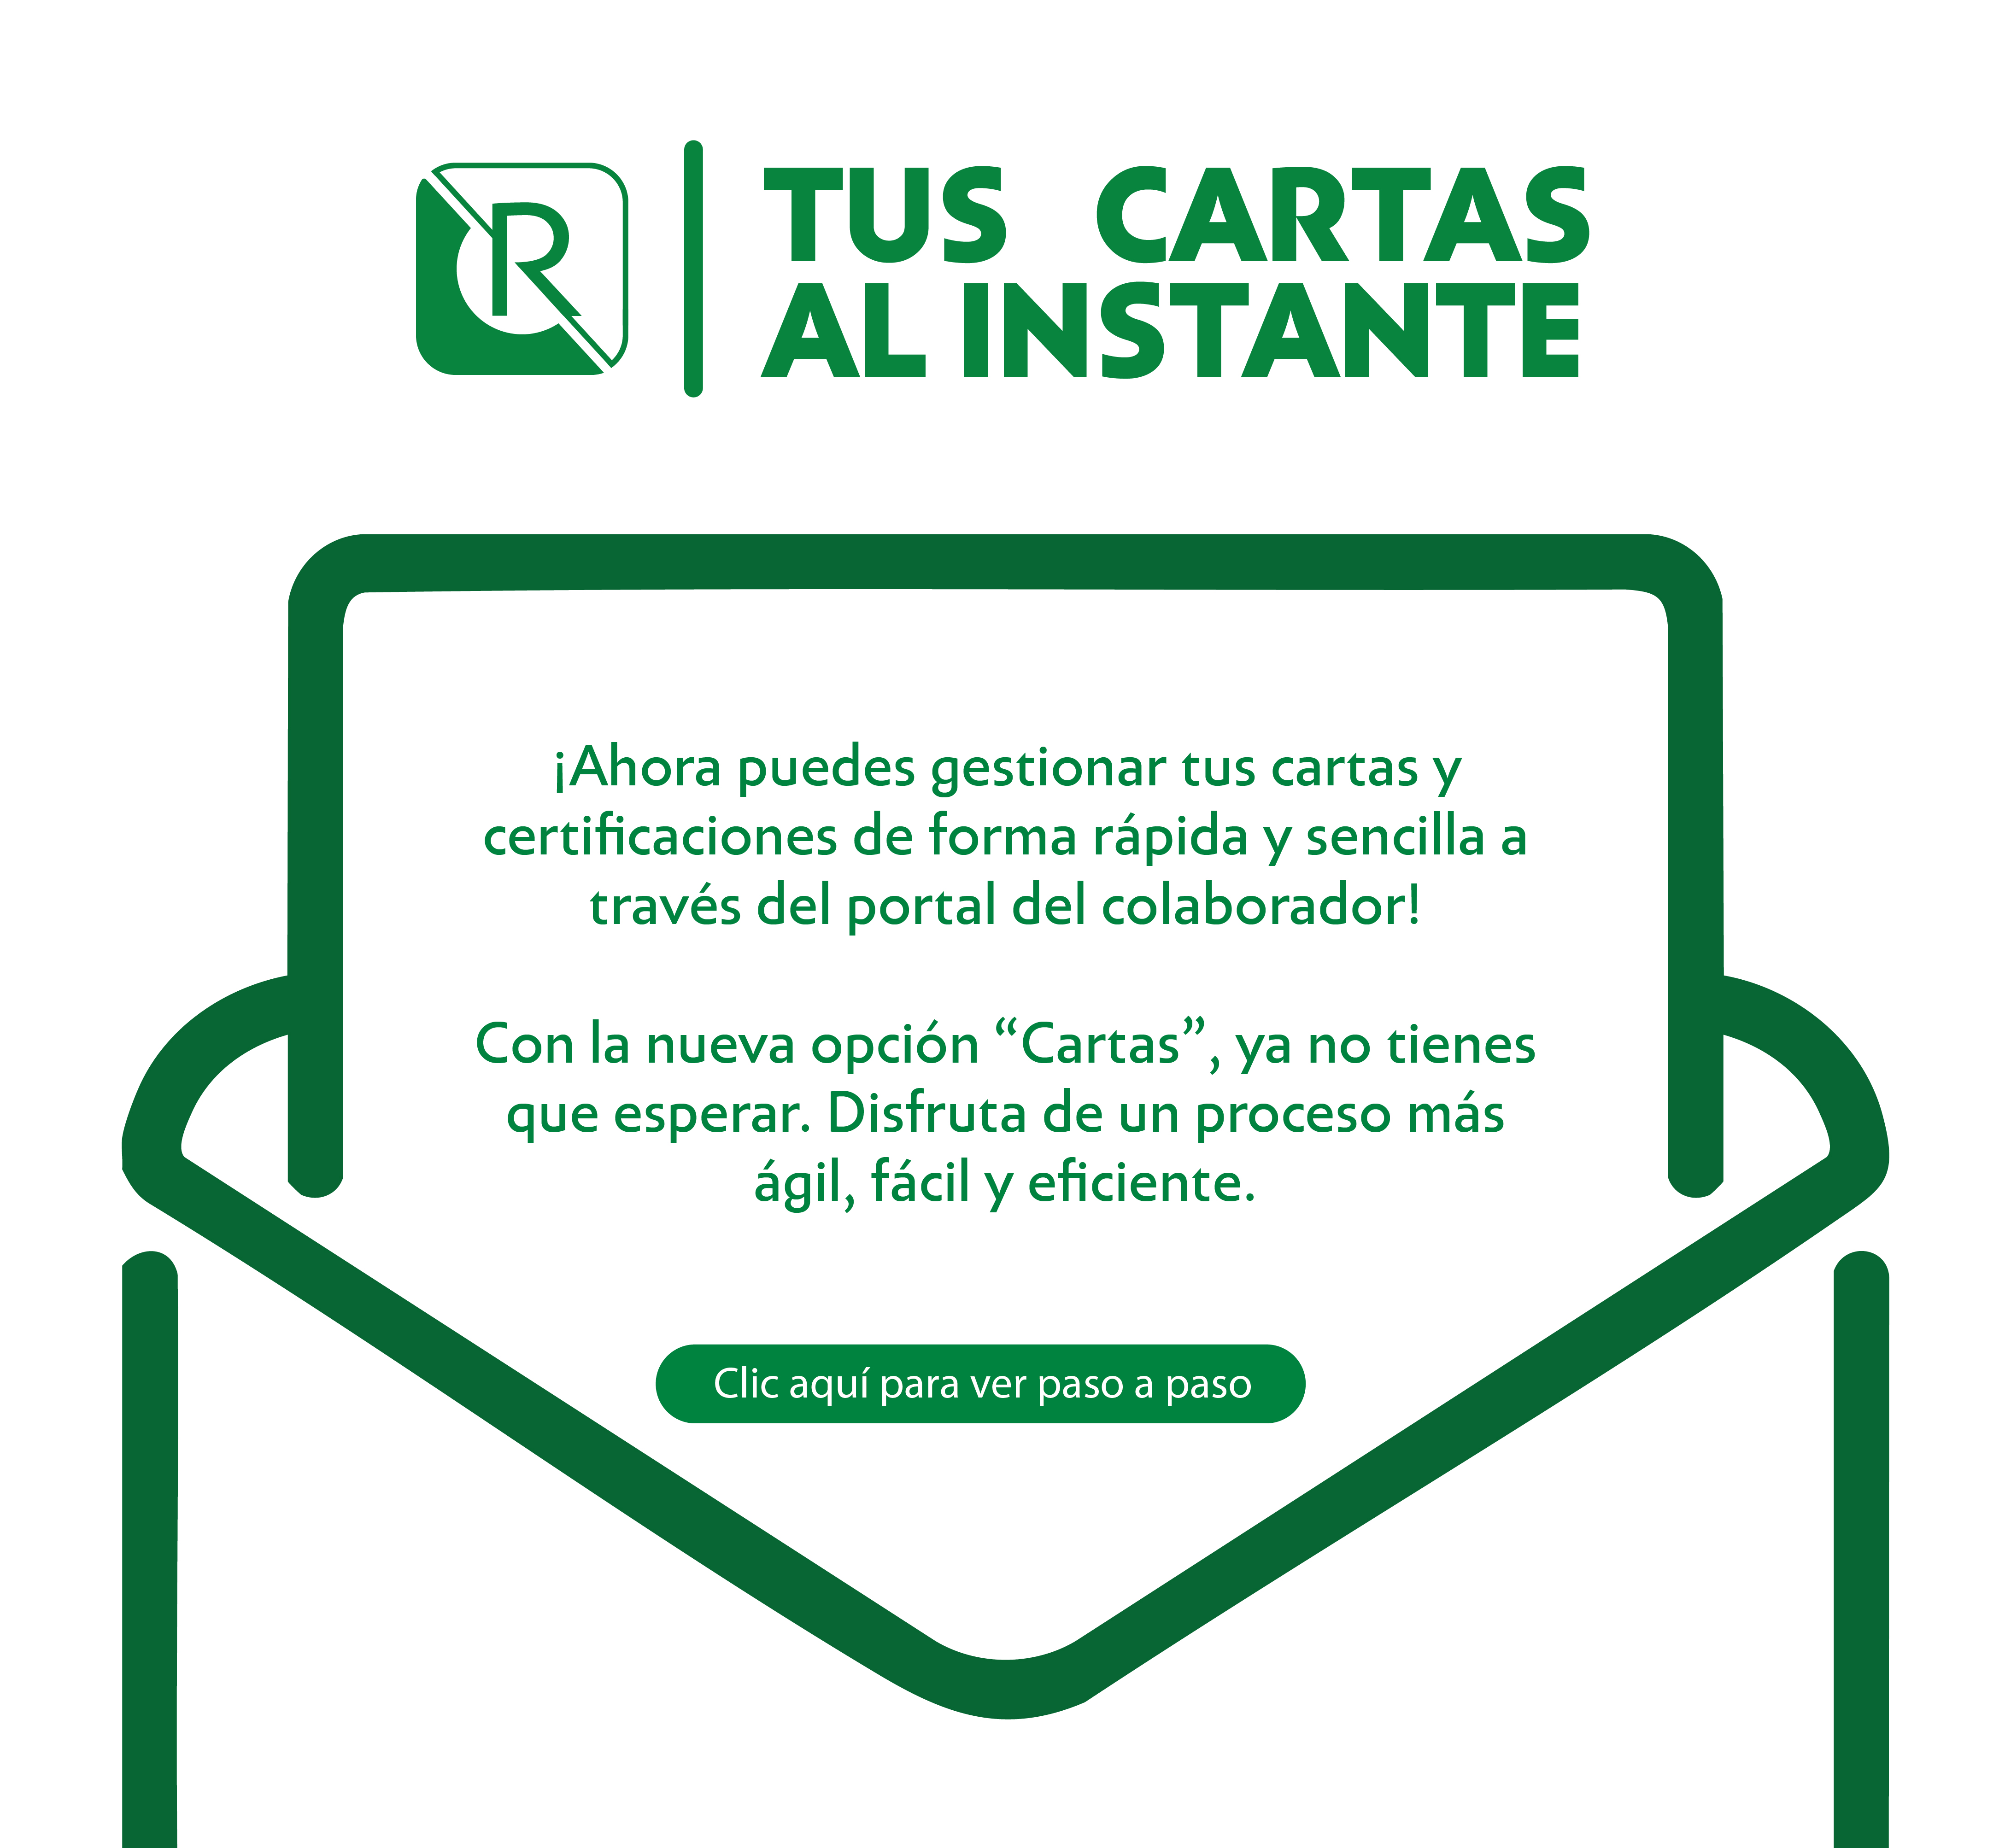 R
TUS CARTAS
AL INSTANTE
¡Ahora puedes gestionar tus cartas y
certificaciones de forma rápida y sencilla a
través del portal del colaborador!
Con la nueva opción “Cartas”, ya no tienes
que esperar. Disfruta de un proceso más
ágil, fácil y eficiente.
Clic aquí para ver paso a paso